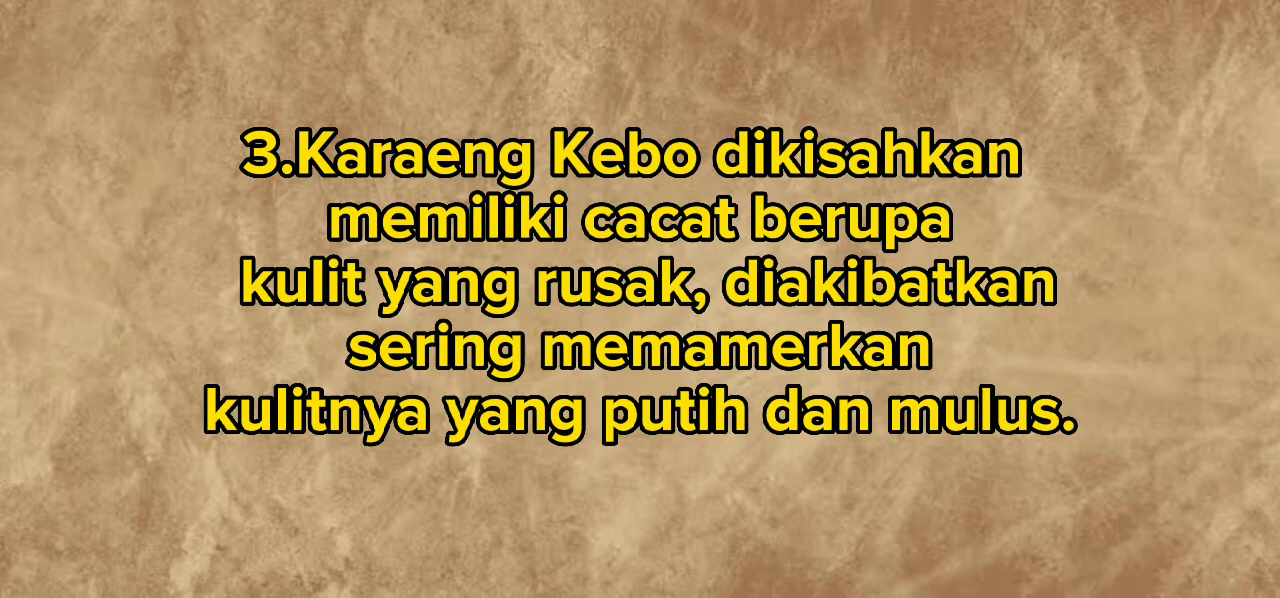 3.Karaeng Kebo dikisahkan
memiliki cacat berupa
kulit yang rusak, diakibatkan
sering memamerkan
kulitnya yang putih dan mulus.